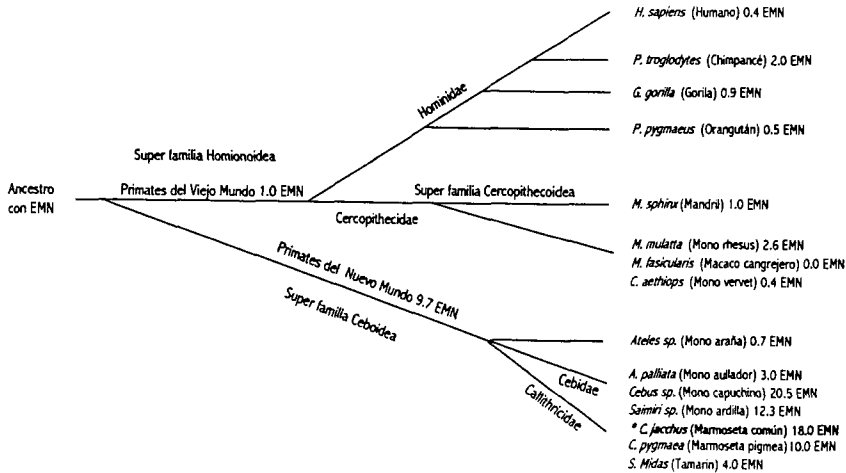 H. sapiens (Humano) 0.4 EMN
P. troglodytes (Chimpancé) 2.0 EMN
G. gorilla (Gorila) 0.9 EMN
Hominidae
P. pygmaeus (Orangután) 0.5 EMN
Super familia Homionoidea
Ancestro
con EMN
Primates del Viejo Mundo 1.0 EMN
Super familia Cercopithecoidea
Cercopithecidae
M. sphinx (Mandril) 1.0 EMN
M. mulatta (Mono rhesus) 2.6 EMN
M. fasicularis (Macaco cangrejero) 0.0 EMN
C. aethiops (Mono vervet) 0.4 EMN
Primates del Nuevo Mundo 9.7 EMN
Super familia Ceboidea
Ateles sp. (Mono araña) 0.7 EMN
Cebidae
Callithricidae
A. palliata (Mono aullador) 3.0 EMN
Cebus sp. (Mono capuchino) 20.5 EMN
Saimiri sp. (Mono ardilla) 12.3 EMN
* C. jacchus (Marmoseta común) 18.0 EMN
C. pygmaea (Marmoseta pigmea) 10.0 EMN
S. Midas (Tamarin) 4.0 EMN